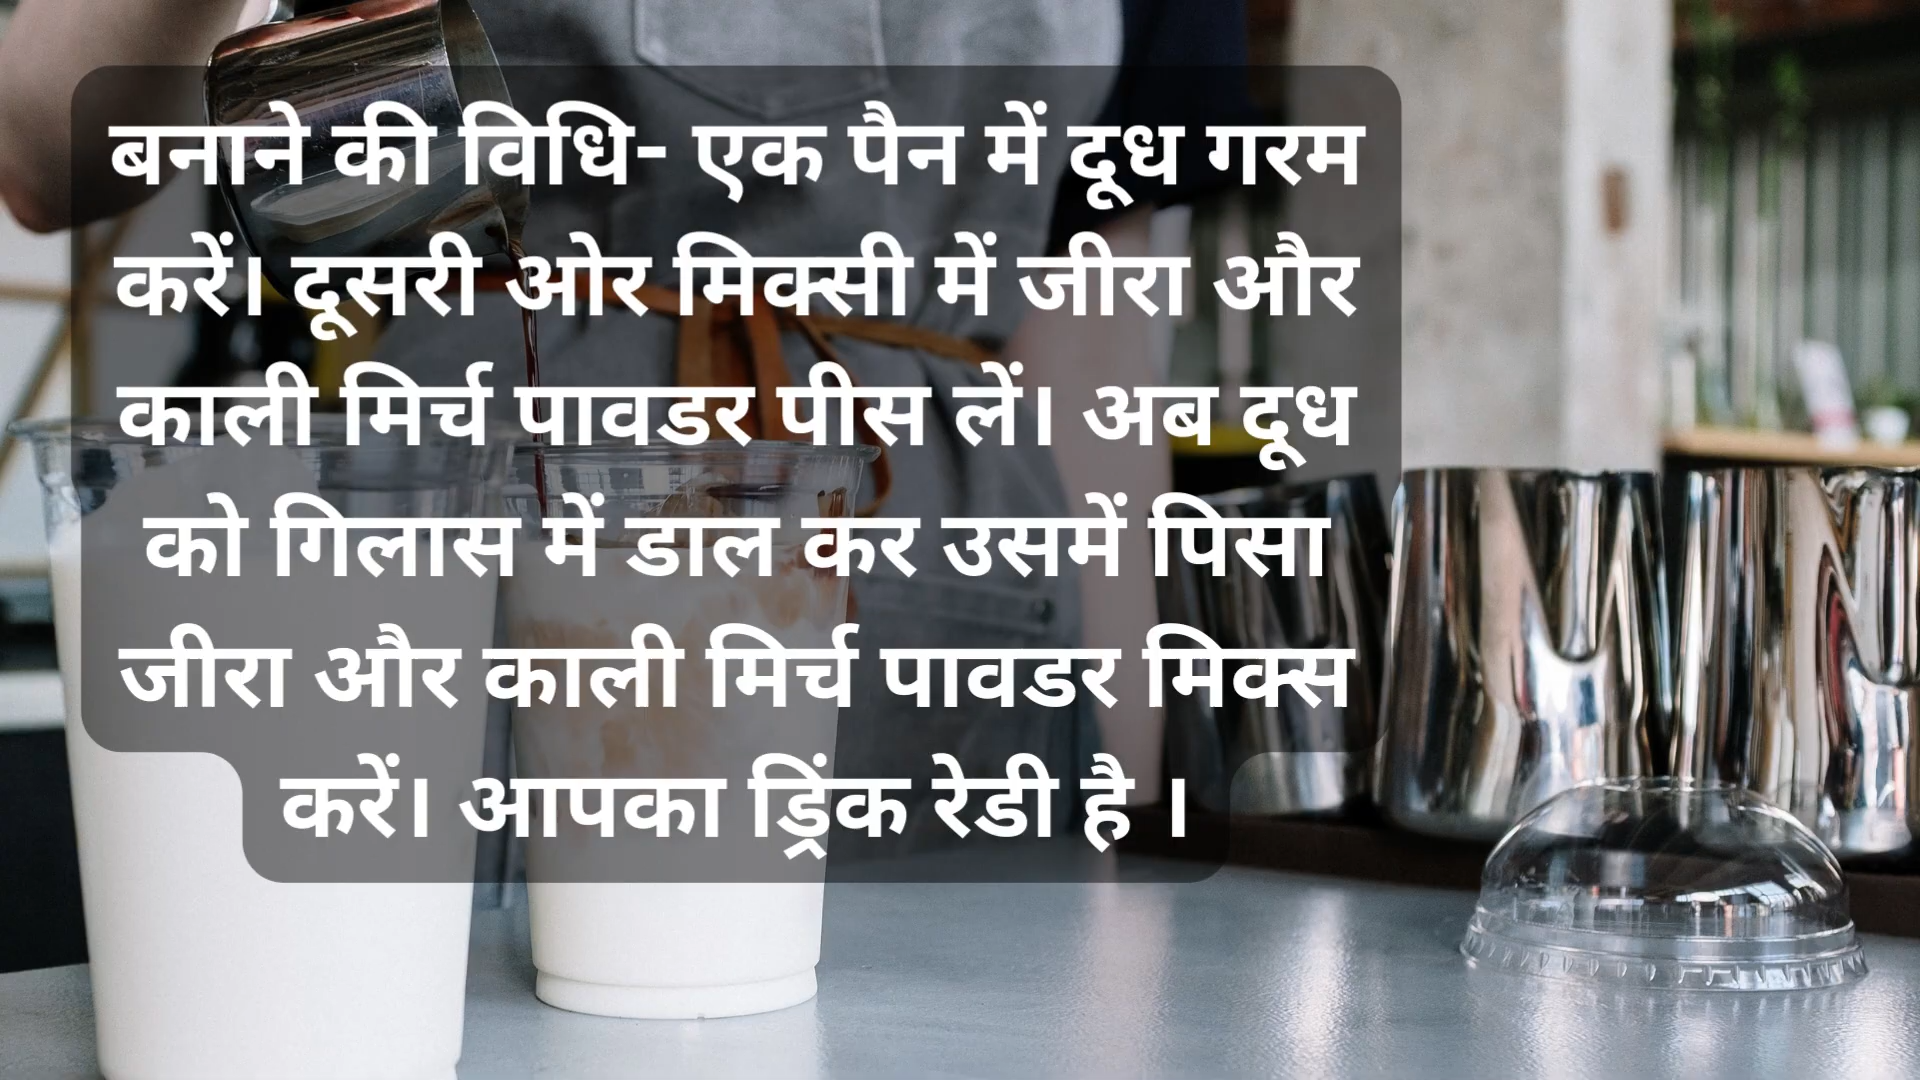 बनाने की विधि- एक पैन में दूध गरम
करें। दूसरी ओर मिक्सी में जीरा और
काली मिर्च पावडर पीस लें। अब दूध
को गिलास में डाल कर उसमें पिसा
जीरा और काली मिर्च पावडर मिक्स
करें। आपका ड्रिंक रेडी है ।